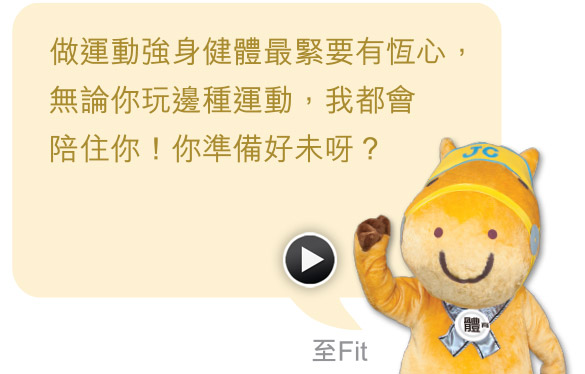 做運動強身健體最緊要有恆心，
無論你玩邊種運動，我都會
陪住你！你準備好未呀？
JC
體育
至Fit